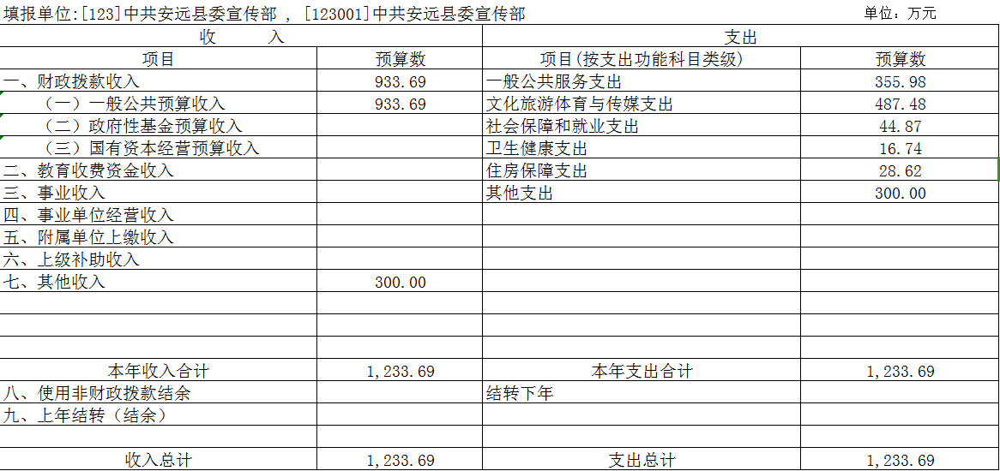 填报单位:[123]中共安远县委宣传部 , [123001]中共安远县委宣传部 单位：万元
收 入 支出
项目 预算数 项目(按支出功能科目类级) 预算数
一、财政拨款收入 933.69 一般公共服务支出 355.98
（一）一般公共预算收入 933.69 文化旅游体育与传媒支出 487.48
（二）政府性基金预算收入 社会保障和就业支出 44.87
（三）国有资本经营预算收入 卫生健康支出 16.74
二、教育收费资金收入 住房保障支出 28.62
三、事业收入 其他支出 300.00
四、事业单位经营收入
五、附属单位上缴收入
六、上级补助收入
七、其他收入 300.00
本年收入合计 1,233.69 本年支出合计 1,233.69
八、使用非财政拨款结余 结转下年
九、上年结转（结余）
收入总计 1,233.69 支出总计 1,233.69